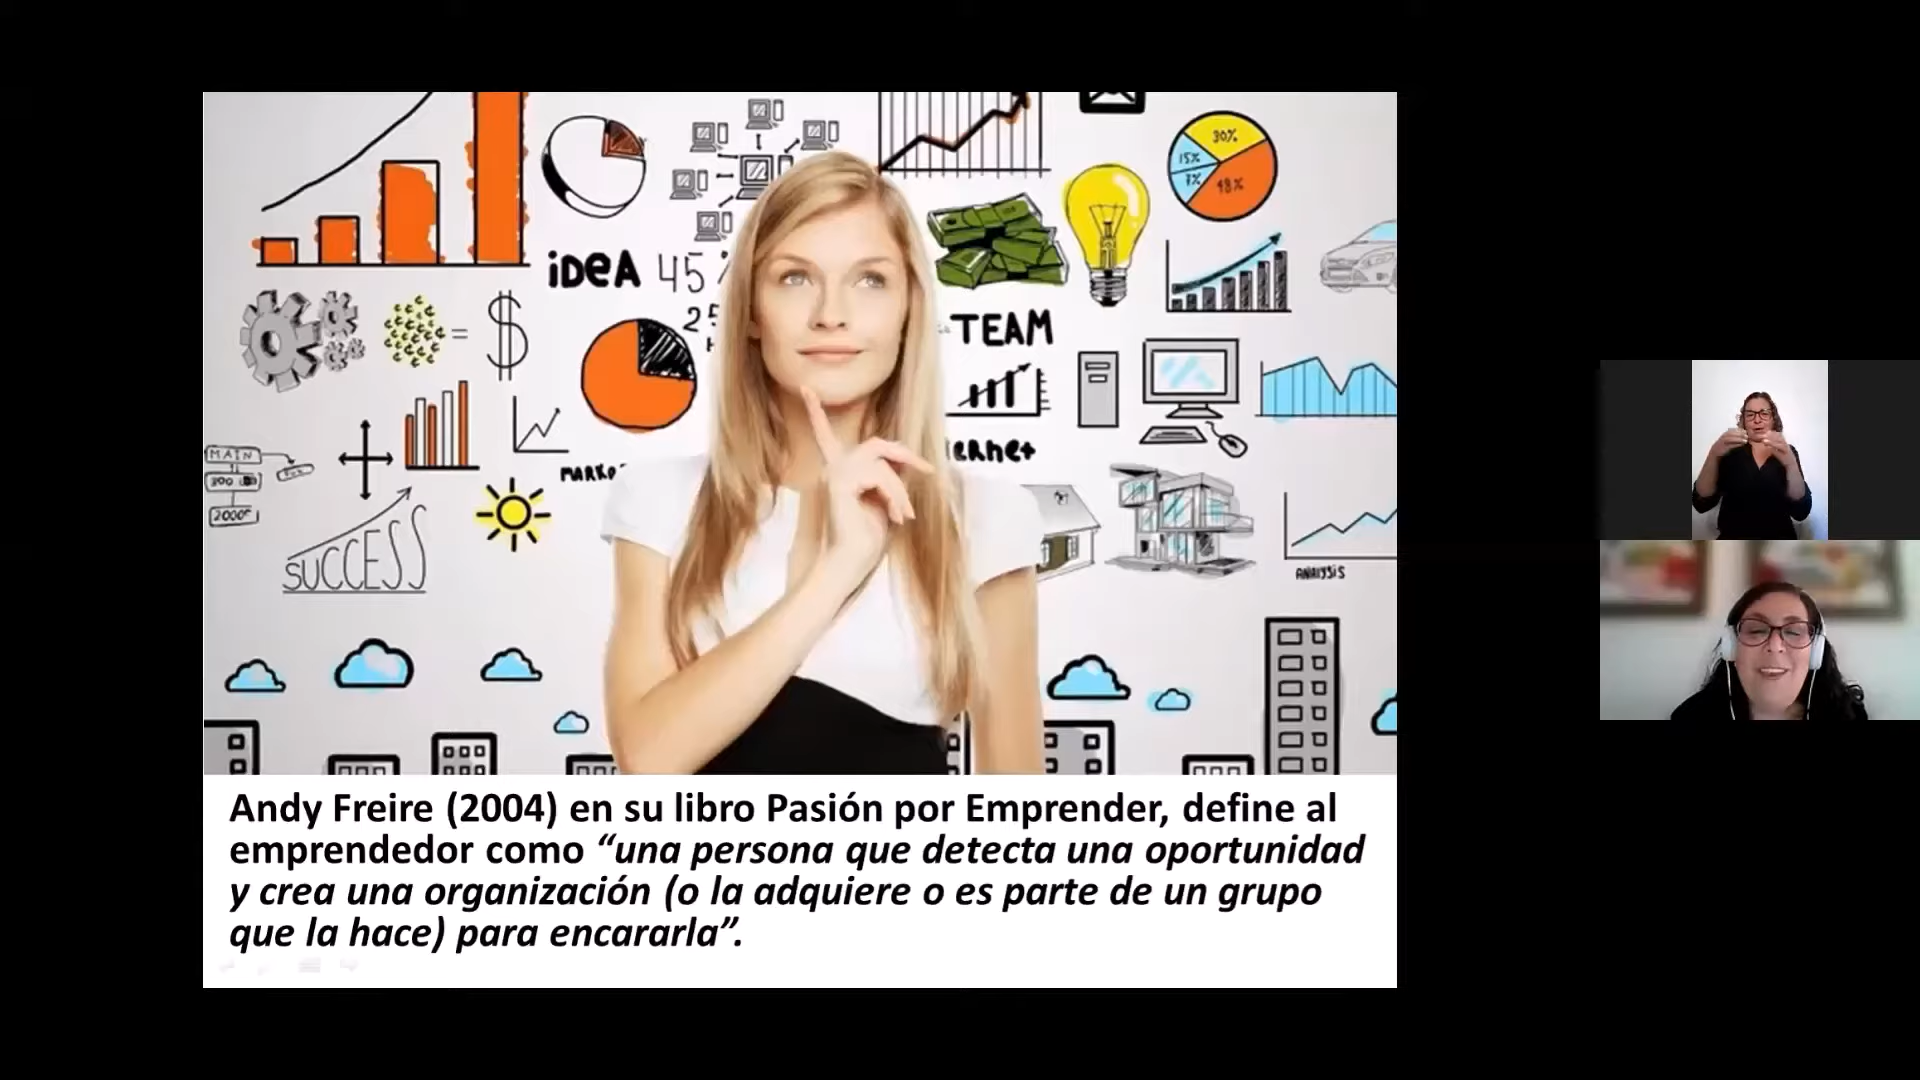 30%
15%
7%
48%
iDeA
45%
TEAM
MAIN
SUCCESS
ANALYSIS
Andy Freire (2004) en su libro Pasión por Emprender, define al
emprendedor como “una persona que detecta una oportunidad
y crea una organización (o la adquiere o es parte de un grupo
que la hace) para encararla”.